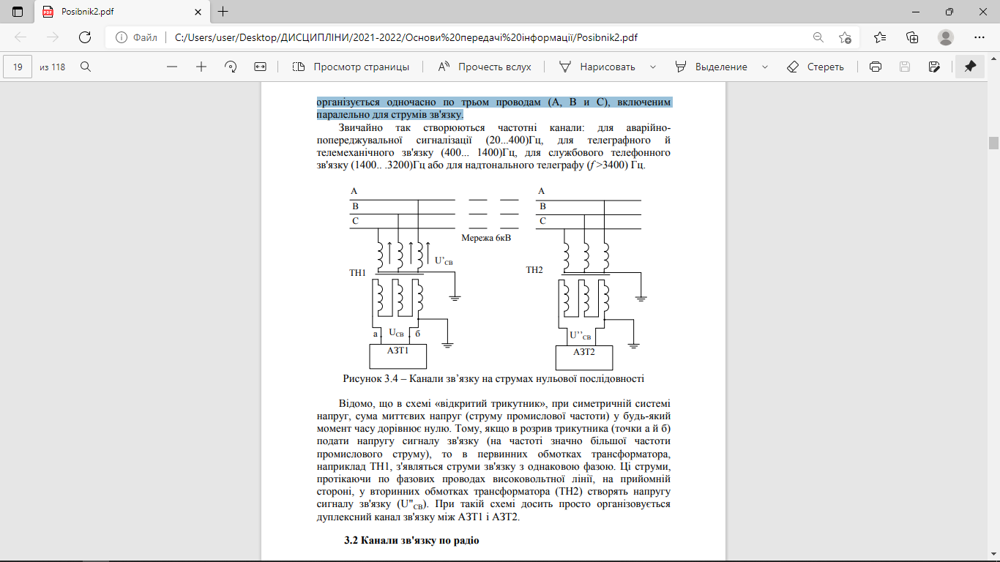 Posibnik2.pdf
Файл
C:/Users/user/Desktop/ДИСЦИПЛІНИ/2021-2022/Основи%20передачі%20інформації/Posibnik2.pdf
19 из 118
Просмотр страницы
Прочесть вслух
Нарисовать
Выделение
Стереть
організується одночасно по трьом проводам (А, В и С), включеним
паралельно для струмів зв'язку.
Звичайно так створюються частотні канали: для аварійно-
попереджувальної сигналізації (20...400)Гц, для телеграфного й
телемеханічного зв'язку (400... 1400)Гц, для службового телефонного
зв'язку (1400.. .3200)Гц або для надтонального телеграфу (f >3400) Гц.
А
В
С
А
В
С
Мережа 6кВ
U’СВ
ТН1
ТН2
а
UСВ
б
U’’СВ
АЗТ1
АЗТ2
Рисунок 3.4 – Канали зв’язку на струмах нульової послідовності
Відомо, що в схемі «відкритий трикутник», при симетричній системі
напруг, сума миттєвих напруг (струму промислової частоти) у будь-який
момент часу дорівнює нулю. Тому, якщо в розрив трикутника (точки а й б)
подати напругу сигналу зв'язку (на частоті значно більшої частоти
промислового струму), то в первинних обмотках трансформатора,
наприклад ТН1, з'являться струми зв'язку з однаковою фазою. Ці струми,
протікаючи по фазових проводах високовольтної лінії, на прийомній
стороні, у вторинних обмотках трансформатора (ТН2) створять напругу
сигналу зв'язку (U"СВ). При такій схемі досить просто організовується
дуплексний канал зв'язку між АЗТ1 і АЗТ2.
3.2 Канали зв'язку по радіо